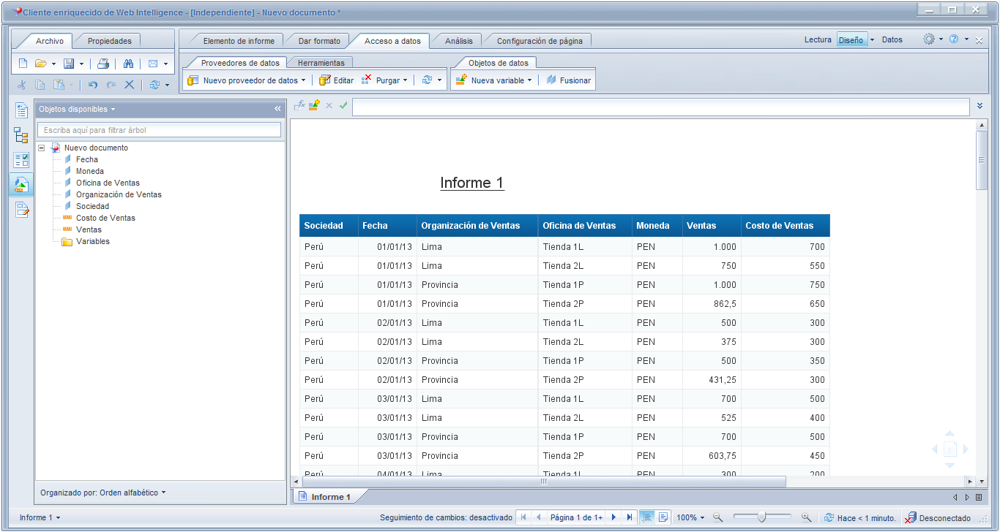 Cliente enriquecido de Web Intelligence - [Independiente] - Nuevo documento *
Archivo Propiedades Elemento de informe Dar formato Acceso a datos Análisis Configuración de página Lectura Diseño Datos
Proveedores de datos Herramientas Objetos de datos
Nuevo proveedor de datos Editar Purgar Nueva variable Fusionar
Objetos disponibles
Escriba aquí para filtrar árbol
Nuevo documento
Fecha
Moneda
Oficina de Ventas
Organización de Ventas
Sociedad
Costo de Ventas
Ventas
Variables
Organizado por: Orden alfabético
Informe 1
Sociedad Fecha Organización de Ventas Oficina de Ventas Moneda Ventas Costo de Ventas
Perú 01/01/13 Lima Tienda 1L PEN 1.000 700
Perú 01/01/13 Lima Tienda 2L PEN 750 550
Perú 01/01/13 Provincia Tienda 1P PEN 1.000 750
Perú 01/01/13 Provincia Tienda 2P PEN 862,5 650
Perú 02/01/13 Lima Tienda 1L PEN 500 300
Perú 02/01/13 Lima Tienda 2L PEN 375 300
Perú 02/01/13 Provincia Tienda 1P PEN 500 350
Perú 02/01/13 Provincia Tienda 2P PEN 431,25 300
Perú 03/01/13 Lima Tienda 1L PEN 700 500
Perú 03/01/13 Lima Tienda 2L PEN 525 400
Perú 03/01/13 Provincia Tienda 1P PEN 700 500
Perú 03/01/13 Provincia Tienda 2P PEN 603,75 450
Perú 04/01/13 Lima Tienda 1L PEN 300 200
Informe 1
Informe 1 Seguimiento de cambios: desactivado Página 1 de 1+ 100% Hace < 1 minuto. Desconectado